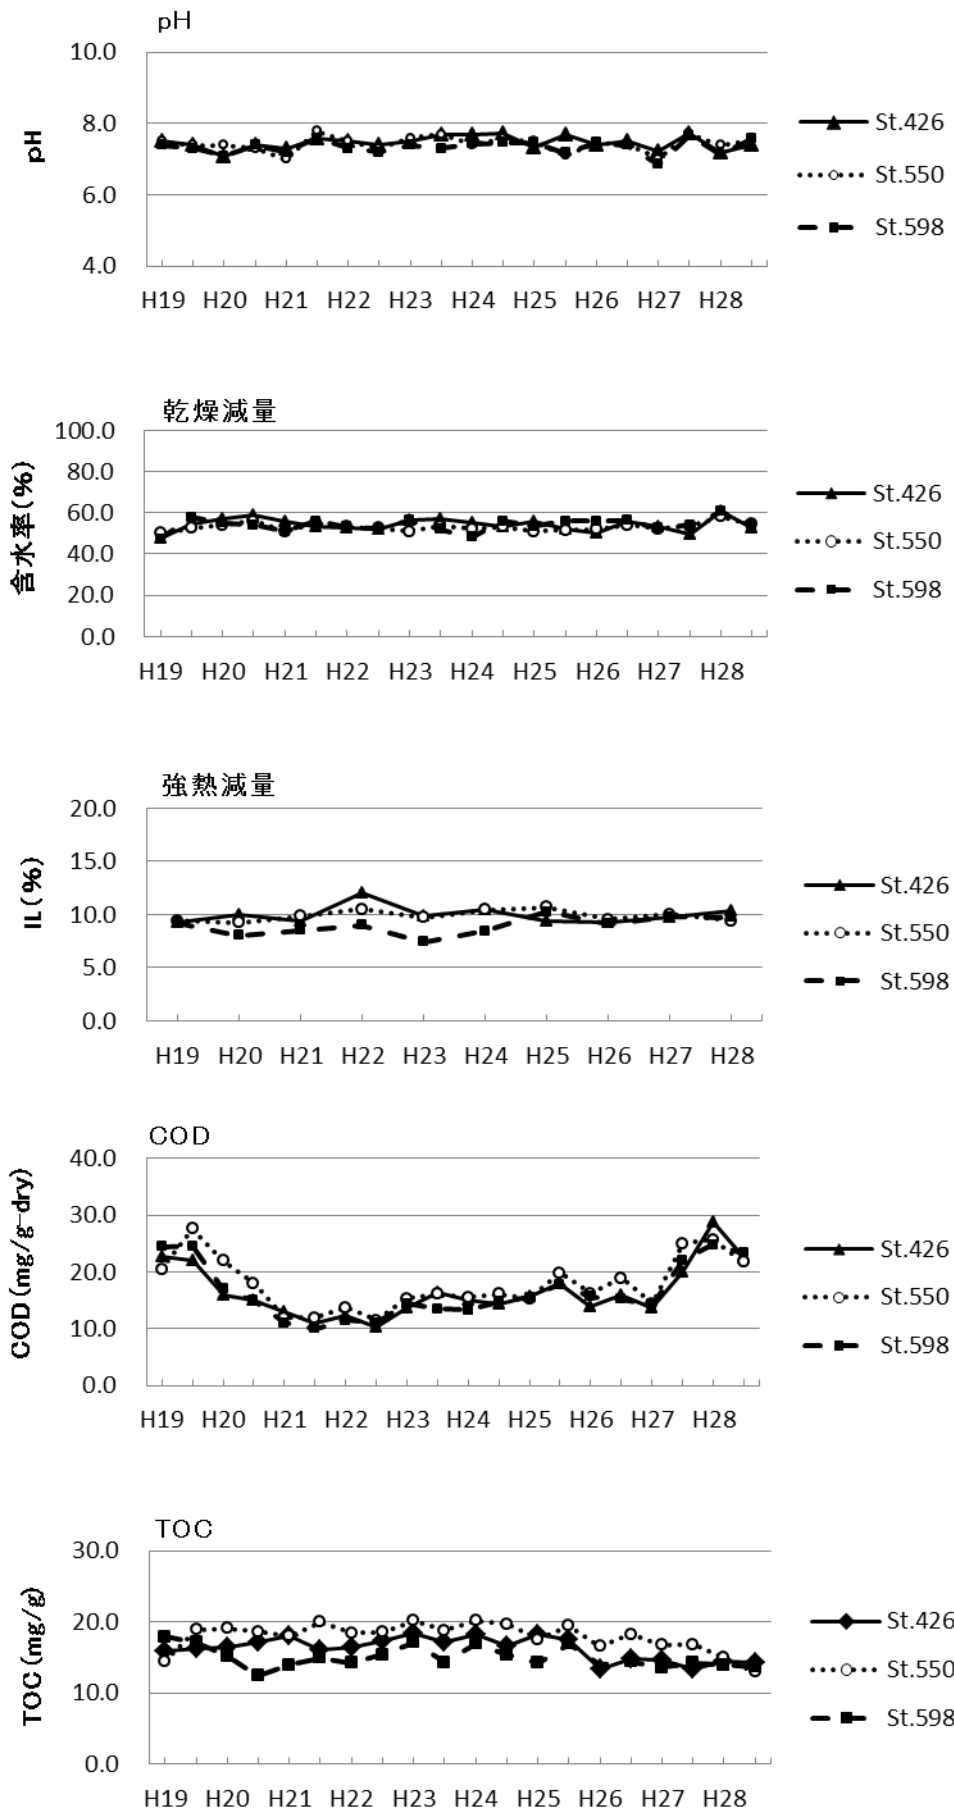 pH
10.0
8.0
6.0
4.0
pH
H19 H20 H21 H22 H23 H24 H25 H26 H27 H28
St.426
St.550
St.598
乾燥減量
100.0
80.0
60.0
40.0
20.0
0.0
含水率(%)
H19 H20 H21 H22 H23 H24 H25 H26 H27 H28
St.426
St.550
St.598
強熱減量
20.0
15.0
10.0
5.0
0.0
IL(%)
H19 H20 H21 H22 H23 H24 H25 H26 H27 H28
St.426
St.550
St.598
COD
40.0
30.0
20.0
10.0
0.0
COD(mg/g-dry)
H19 H20 H21 H22 H23 H24 H25 H26 H27 H28
St.426
St.550
St.598
TOC
30.0
20.0
10.0
0.0
TOC(mg/g)
H19 H20 H21 H22 H23 H24 H25 H26 H27 H28
St.426
St.550
St.598